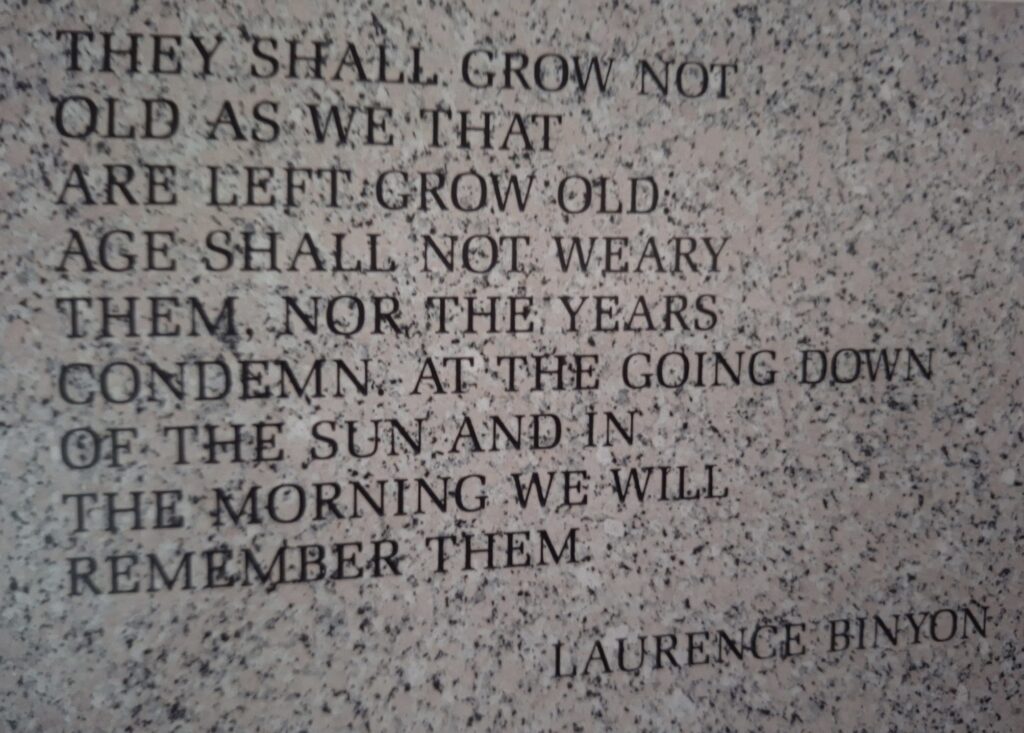 THEY SHALL GROW NOT
OLD AS WE THAT
ARE LEFT GROW OLD
AGE SHALL NOT WEARY
THEM, NOR THE YEARS
CONDEMN. AT THE GOING DOWN
OF THE SUN AND IN
THE MORNING WE WILL
REMEMBER THEM
LAURENCE BINYON